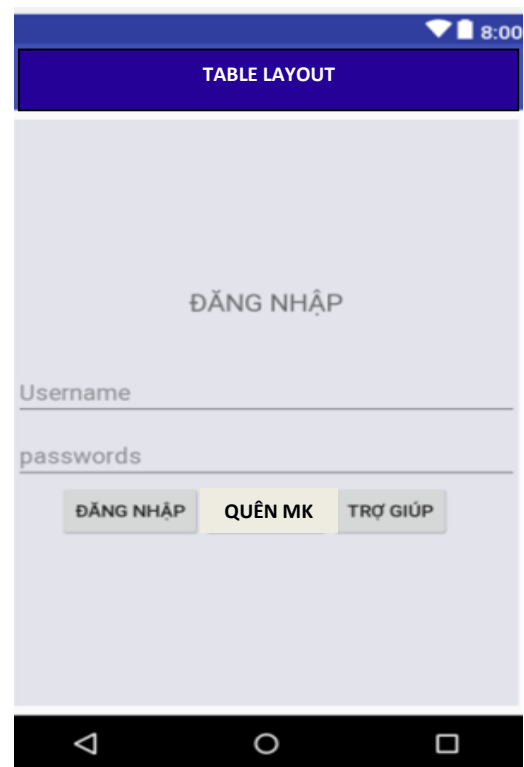 8:00
TABLE LAYOUT
ĐĂNG NHẬP
Username
passwords
ĐĂNG NHẬP QUÊN MK TRỢ GIÚP